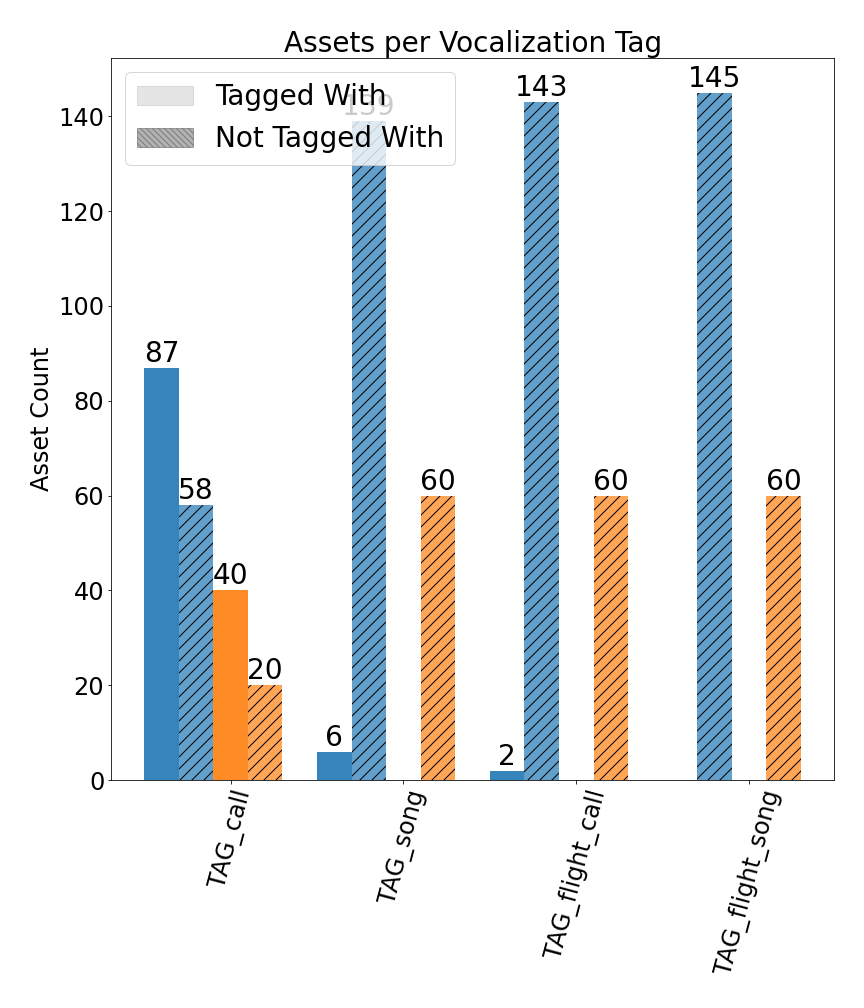 Assets per Vocalization Tag
Tagged With
Not Tagged With
Asset Count
140
120
100
80
60
40
20
0
87
58
40
20
6
139
60
2
143
60
145
60
TAG_call
TAG_song
TAG_flight_call
TAG_flight_song